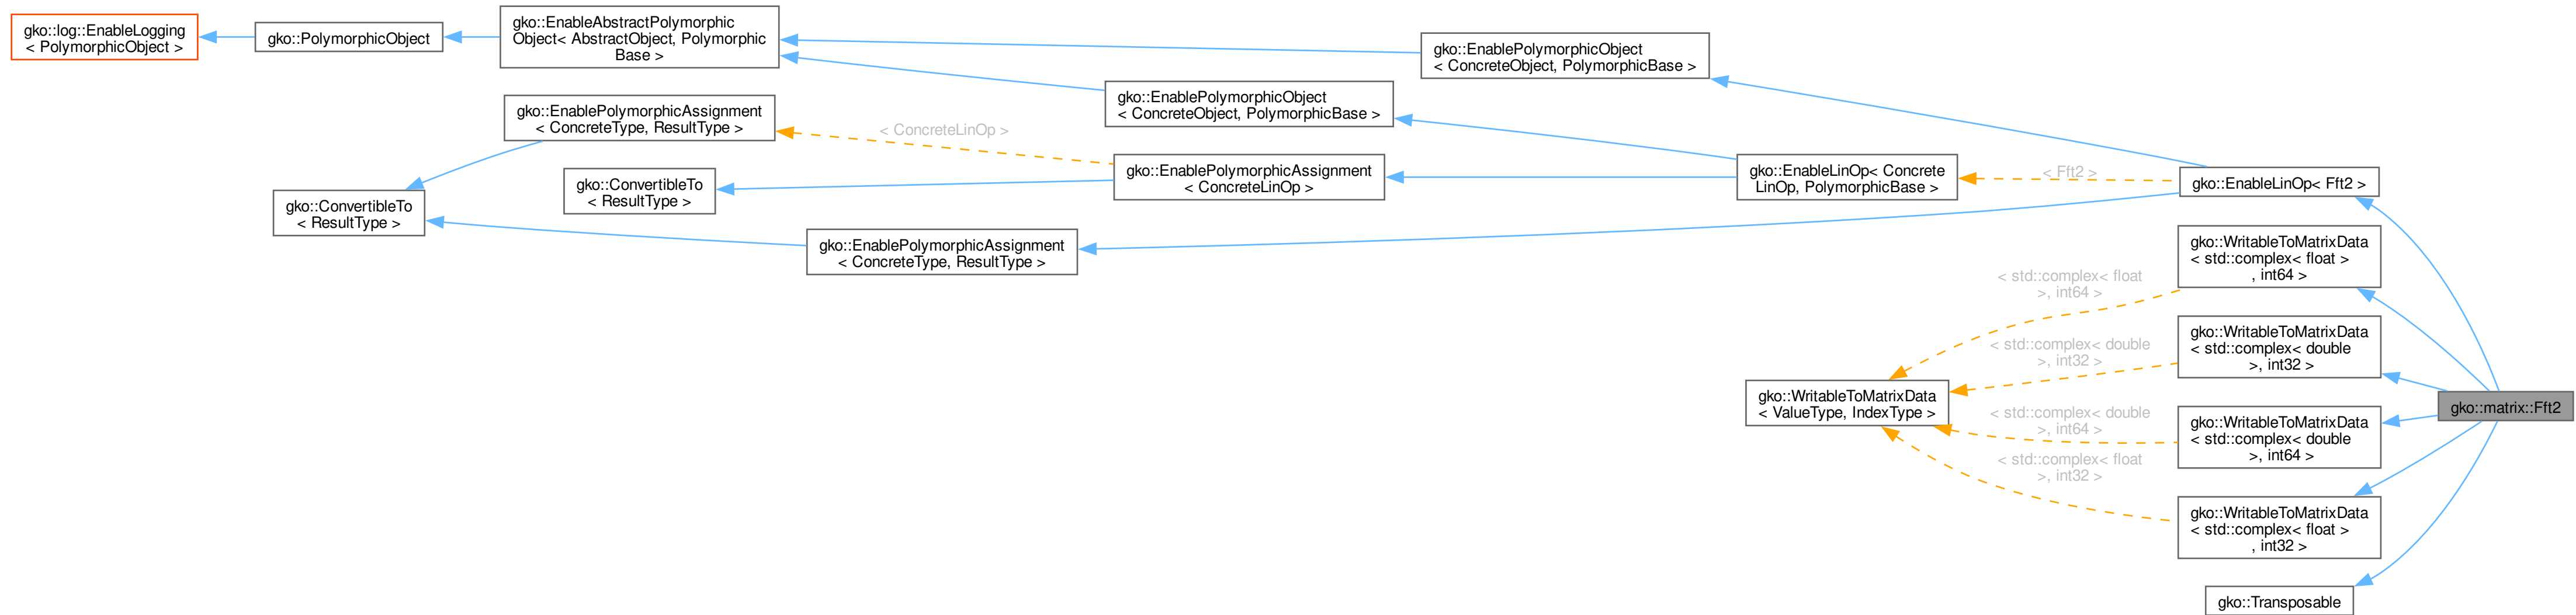 gko::log::EnableLogging
< PolymorphicObject >
gko::PolymorphicObject
gko::EnableAbstractPolymorphic
Object< AbstractObject, Polymorphic
Base >
gko::EnablePolymorphicObject
< ConcreteObject, PolymorphicBase >
gko::EnablePolymorphicObject
< ConcreteObject, PolymorphicBase >
gko::EnablePolymorphicAssignment
< ConcreteType, ResultType >
< ConcreteLinOp >
gko::ConvertibleTo
< ResultType >
gko::EnablePolymorphicAssignment
< ConcreteLinOp >
gko::EnableLinOp< Concrete
LinOp, PolymorphicBase >
< Fft2 >
gko::EnableLinOp< Fft2 >
gko::ConvertibleTo
< ResultType >
gko::EnablePolymorphicAssignment
< ConcreteType, ResultType >
gko::WritableToMatrixData
< std::complex< float >
, int64 >
< std::complex< float
>, int64 >
gko::WritableToMatrixData
< std::complex< double
>, int32 >
< std::complex< double
>, int32 >
gko::WritableToMatrixData
< ValueType, IndexType >
gko::matrix::Fft2
< std::complex< double
>, int64 >
gko::WritableToMatrixData
< std::complex< double
>, int64 >
< std::complex< float
>, int32 >
gko::WritableToMatrixData
< std::complex< float >
, int32 >
gko::Transposable